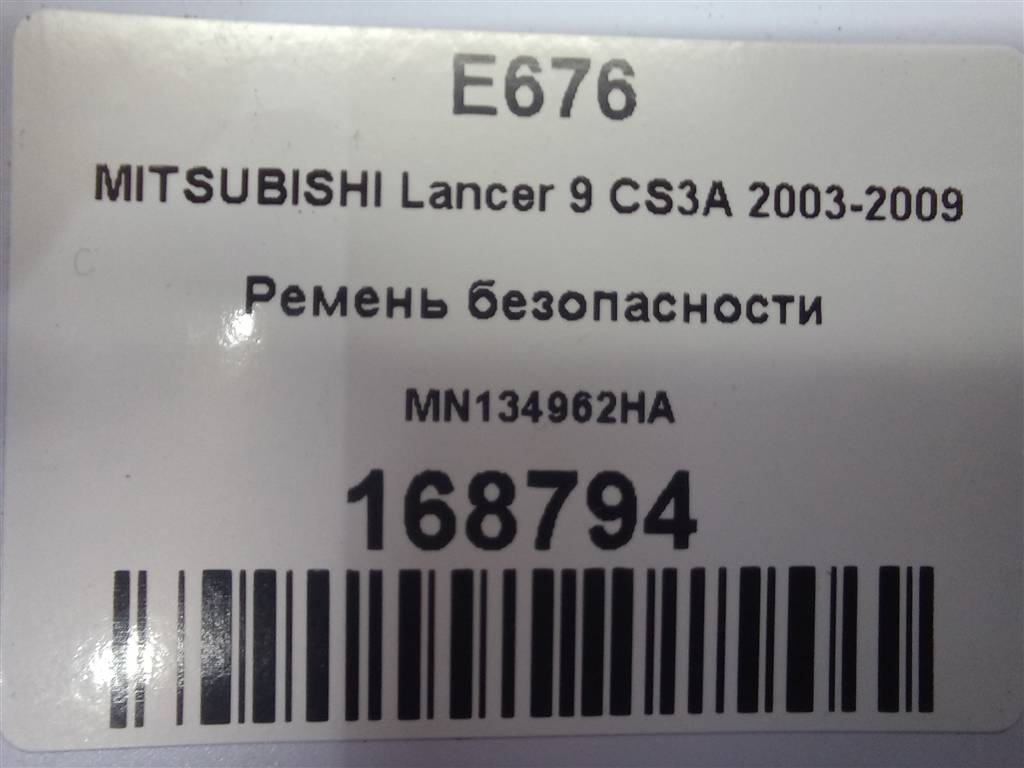 E676
MITSUBISHI Lancer 9 CS3A 2003-2009
Ремень безопасности
MN134962HA
168794